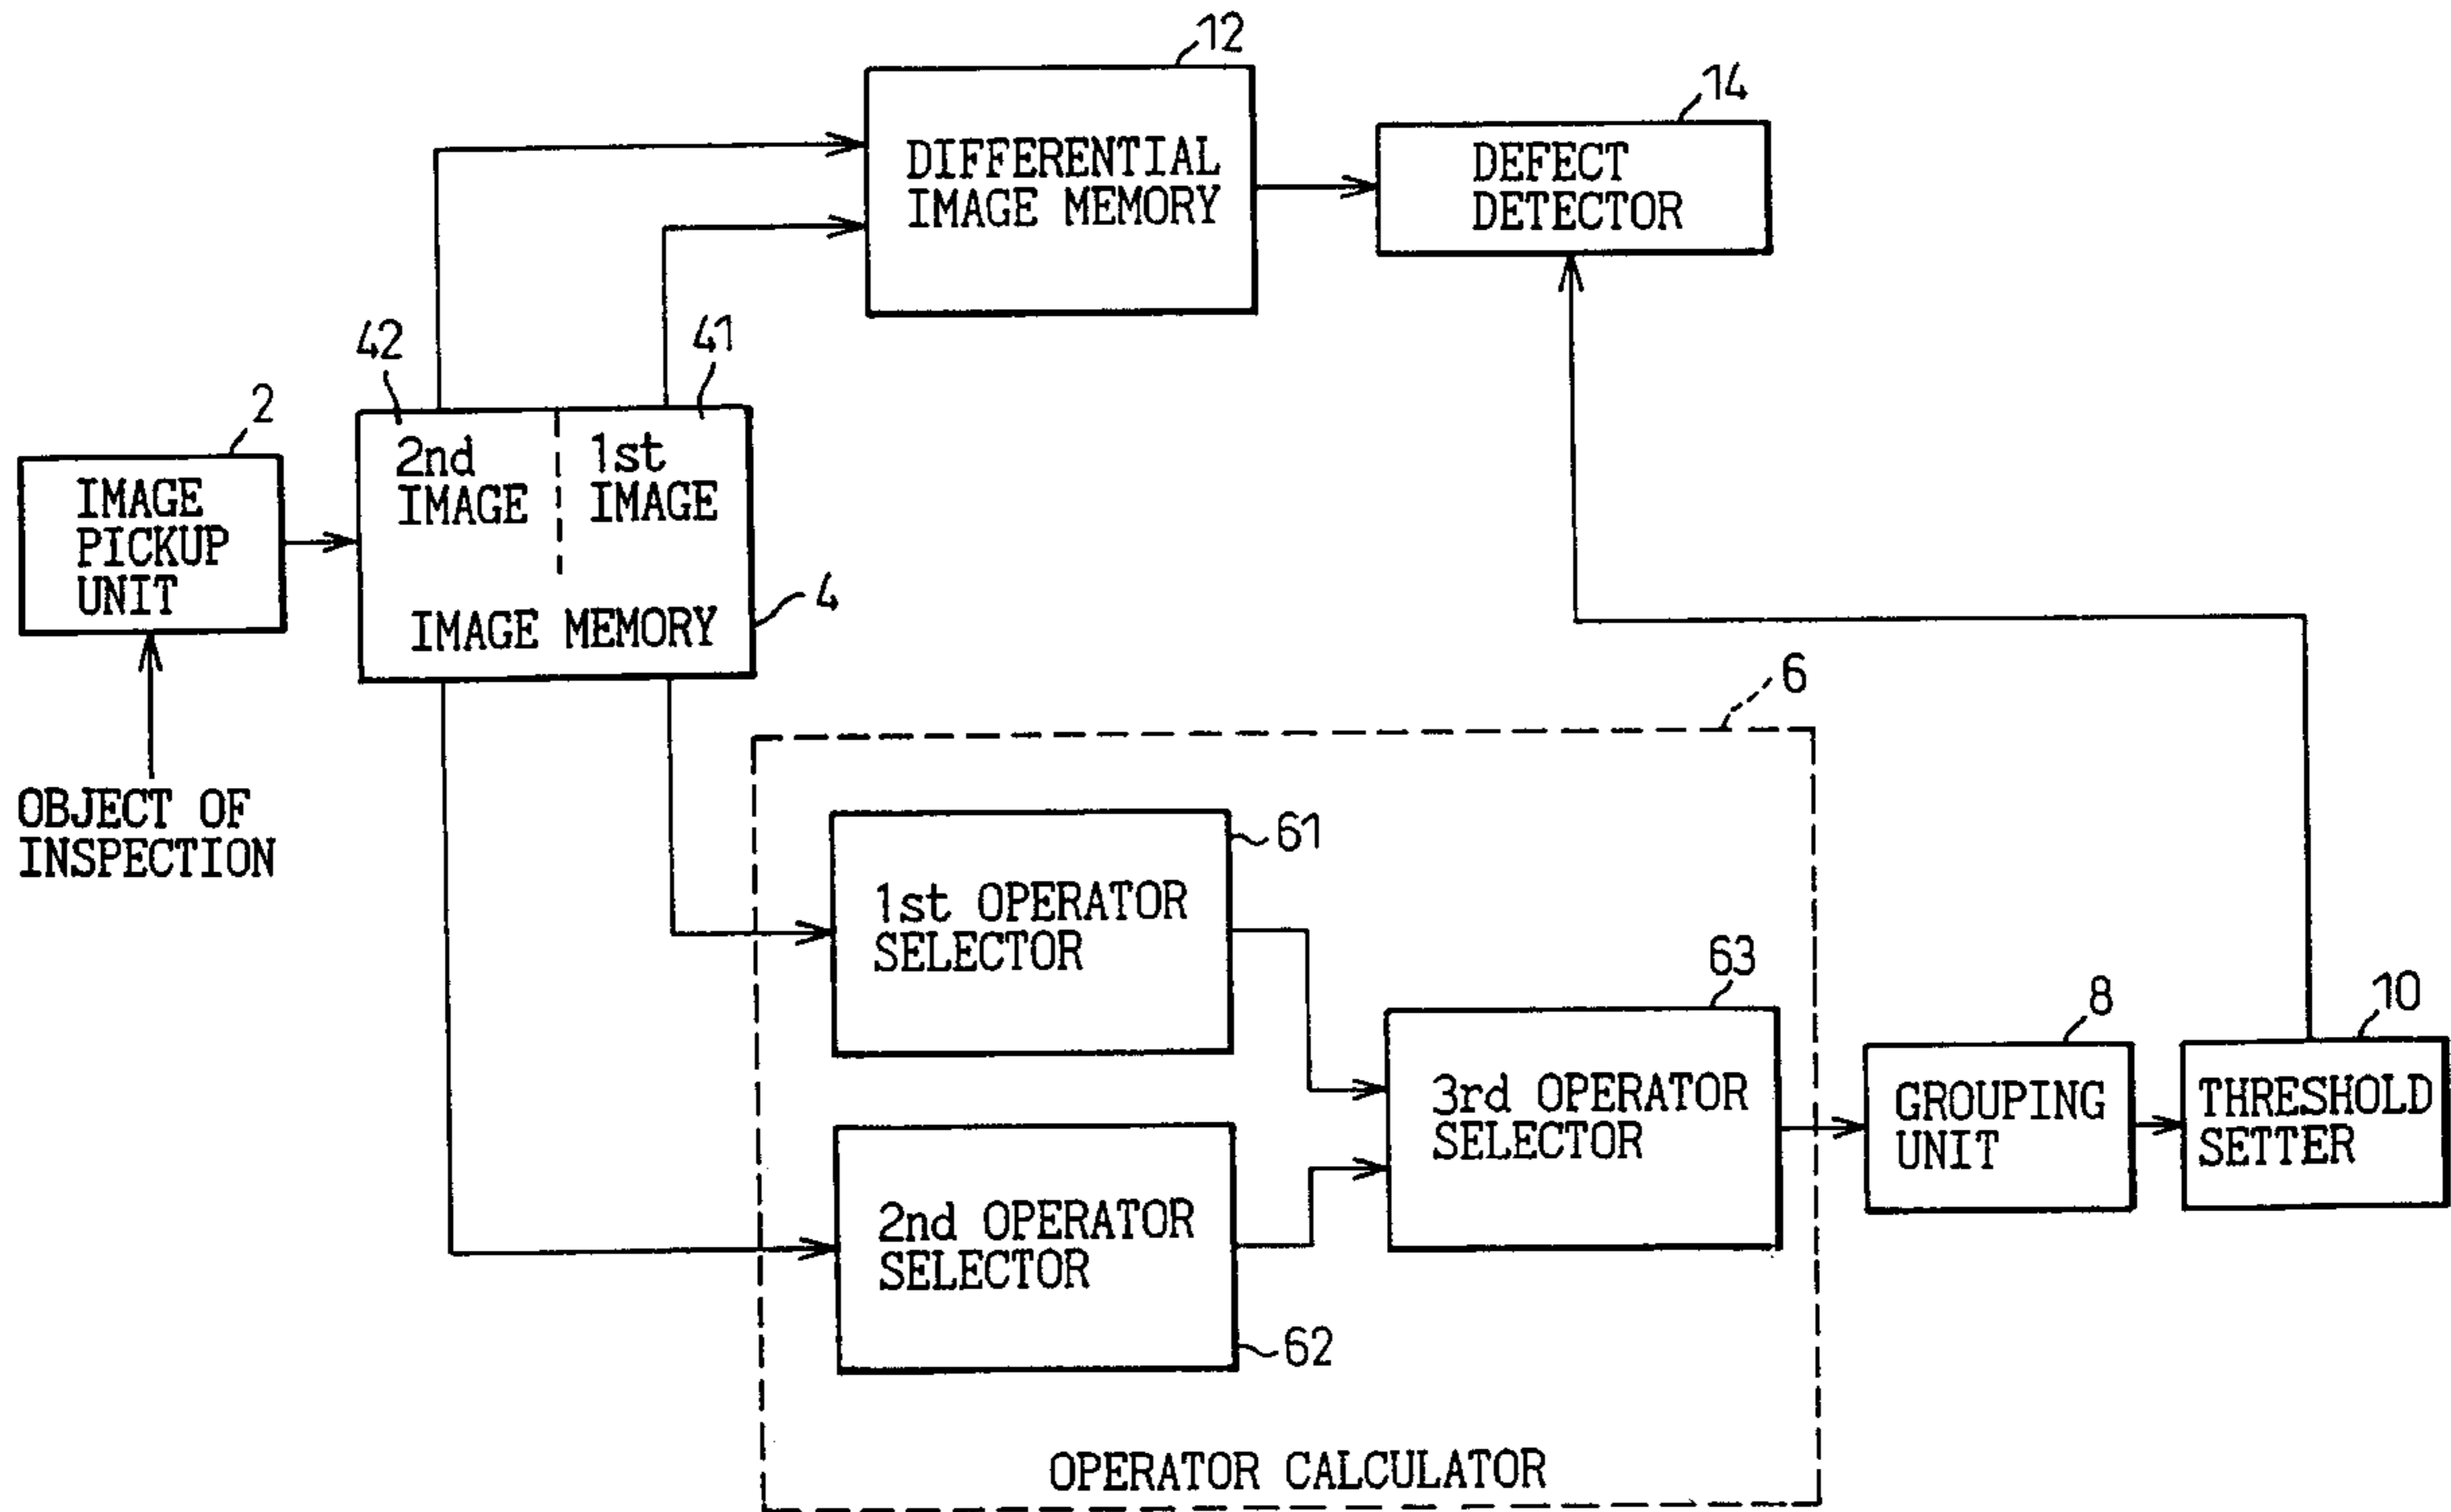 12
14
DIFFERENTIAL
IMAGE MEMORY
DEFECT
DETECTOR
42
41
2
2nd
IMAGE
1st
IMAGE
IMAGE
PICKUP
UNIT
4
IMAGE MEMORY
6
OBJECT OF
INSPECTION
61
1st OPERATOR
SELECTOR
63
8
10
3rd OPERATOR
SELECTOR
GROUPING
UNIT
THRESHOLD
SETTER
2nd OPERATOR
SELECTOR
62
OPERATOR CALCULATOR